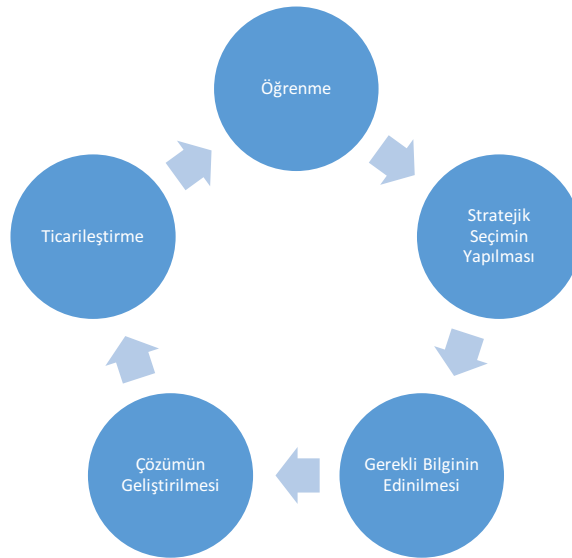 Öğrenme
Stratejik
Seçimin
Yapılması
Gerekli Bilginin
Edinilmesi
Çözümün
Geliştirilmesi
Ticarileştirme